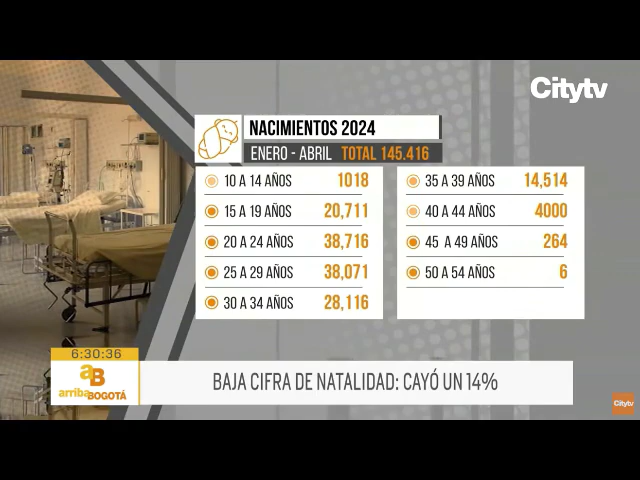 Citytv
NACIMIENTOS 2024
ENERO - ABRIL TOTAL 145.416
10 A 14 AÑOS 1018
15 A 19 AÑOS 20,711
20 A 24 AÑOS 38,716
25 A 29 AÑOS 38,071
30 A 34 AÑOS 28,116
35 A 39 AÑOS 14,514
40 A 44 AÑOS 4000
45 A 49 AÑOS 264
50 A 54 AÑOS 6
6:30:36
aB
arriba
BOGOTÁ
BAJA CIFRA DE NATALIDAD: CAYÓ UN 14%
Citytv